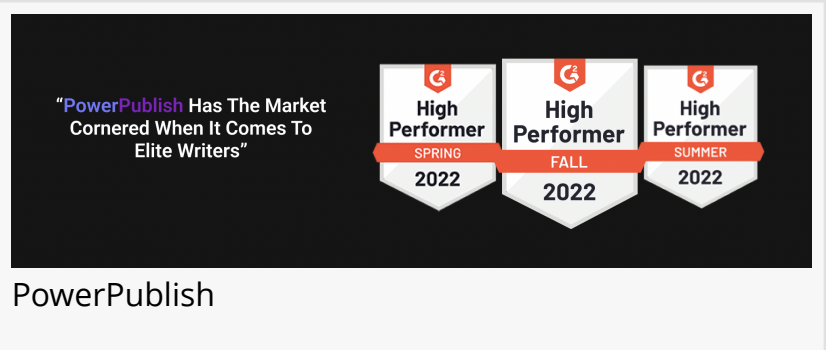 “PowerPublish Has The Market
Cornered When It Comes To
Elite Writers”
G2
High
Performer
SPRING
2022
G2
High
Performer
FALL
2022
G2
High
Performer
SUMMER
2022
PowerPublish